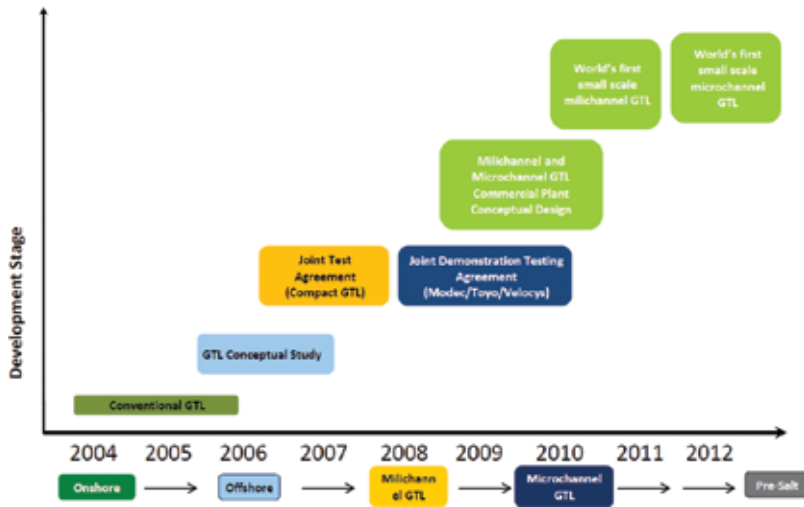 World's first
small scale
milichannel GTL
World's first
small scale
microchannel
GTL
Milichannel and
Microchannel GTL
Commercial Plant
Conceptual Design
Joint Test
Agreement
(Compact GTL)
Joint Demonstration Testing
Agreement
(Modec/Toyo/Velocys)
GTL Conceptual Study
Conventional GTL
Development Stage
2004 2005 2006 2007 2008 2009 2010 2011 2012
Onshore
Offshore
Milichann
el GTL
Microchannel
GTL
Pre-Salt